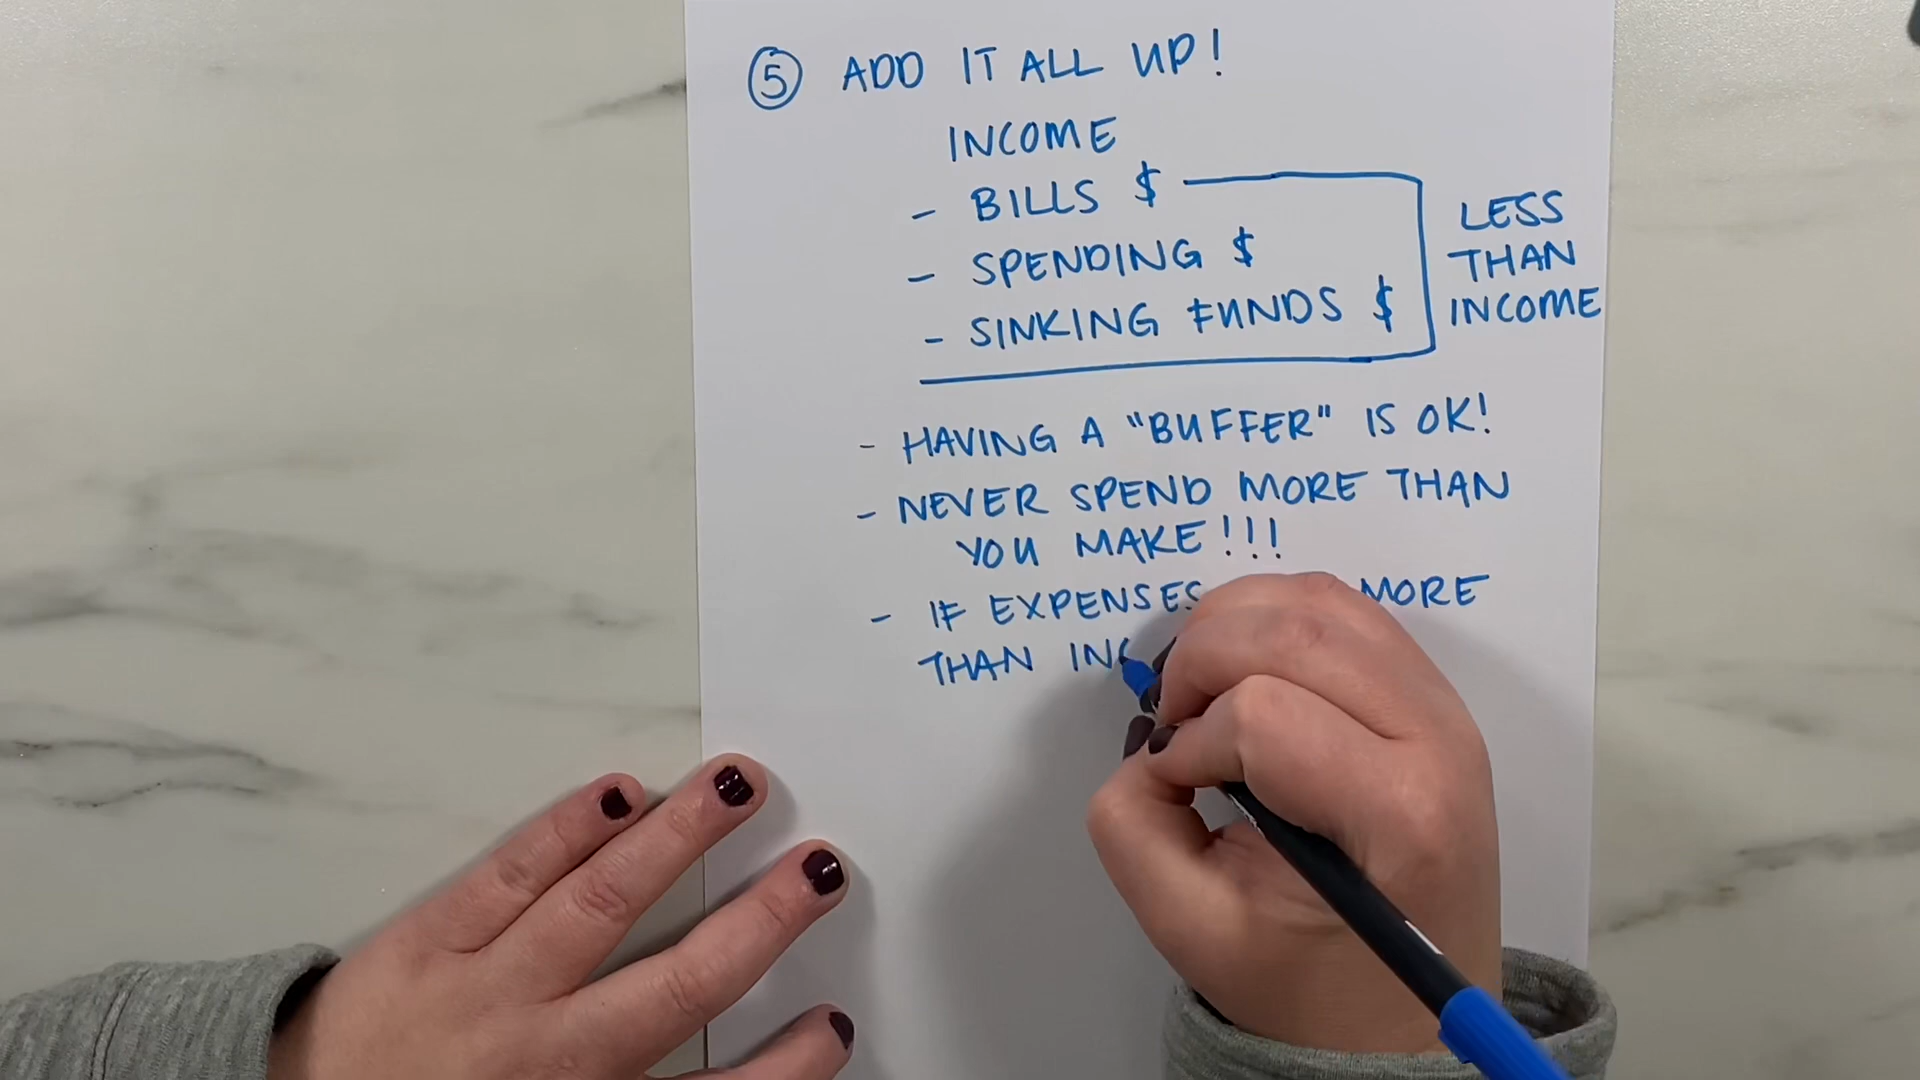 5 ADD IT ALL UP!
INCOME
- BILLS $
- SPENDING $
- SINKING FUNDS $
LESS
THAN
INCOME
- HAVING A "BUFFER" IS OK!
- NEVER SPEND MORE THAN
YOU MAKE!!!
- IF EXPENSES MORE
THAN INC